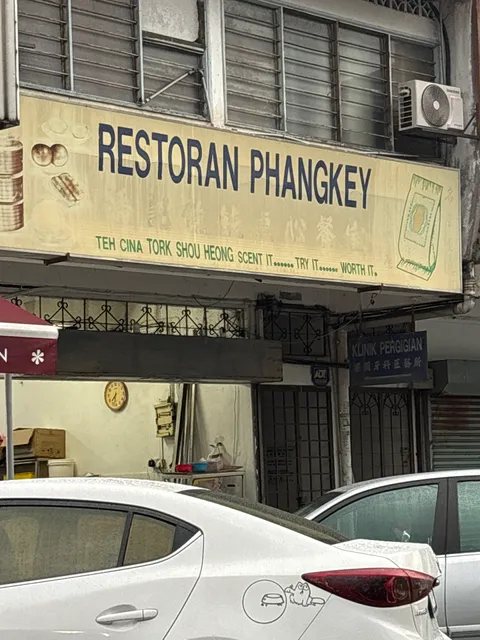 RESTORAN PHANGKEY
TEH CINA TORK SHOU HEONG SCENT IT...... TRY IT...... WORTH IT.
N
KLINIK PERGIGIAN